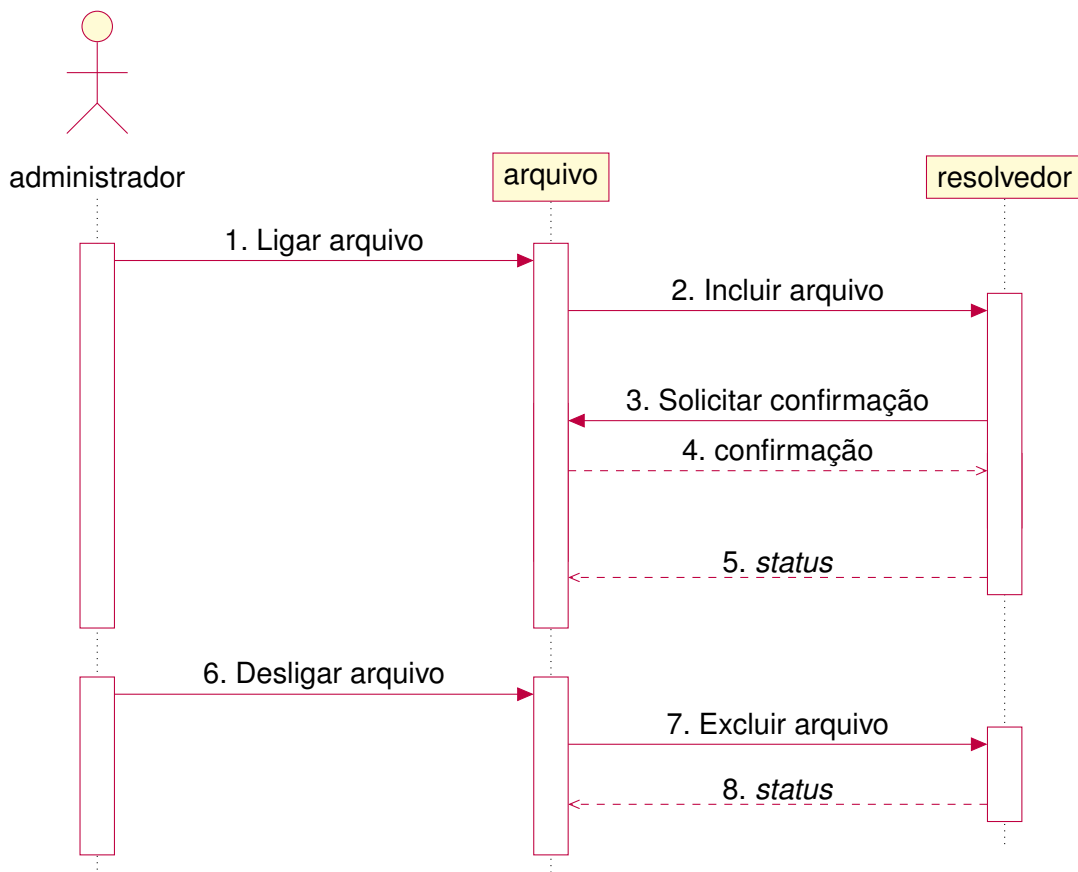 administrador
arquivo
resolvedor
1. Ligar arquivo
2. Incluir arquivo
3. Solicitar confirmação
4. confirmação
5. status
6. Desligar arquivo
7. Excluir arquivo
8. status